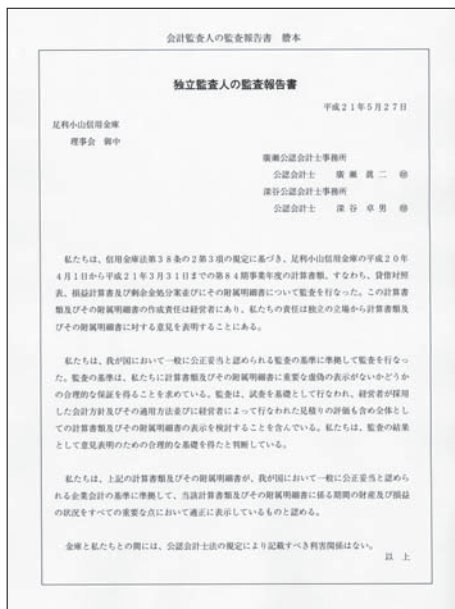 会計監査人の監査報告書 謄本
独立監査人の監査報告書
平成21年5月27日
足利小山信用金庫
理事会 御中
廣瀬公認会計士事務所
公認会計士 廣瀬眞二 ㊞
深谷公認会計士事務所
公認会計士 深谷卓男 ㊞
私たちは、信用金庫法第38条の2第3項の規定に基づき、足利小山信用金庫の平成20年
4月1日から平成21年3月31日までの第84期事業年度の計算書類、すなわち、貸借対照
表、損益計算書及び剰余金処分案並びにその附属明細書について監査を行なった。この計算書
類及びその附属明細書の作成責任は経営者にあり、私たちの責任は独立の立場から計算書類及
びその附属明細書に対する意見を表明することにある。
私たちは、我が国において一般に公正妥当と認められる監査の基準に準拠して監査を行なっ
た。監査の基準は、私たちに計算書類及びその附属明細書に重要な虚偽の表示がないかどうか
の合理的な保証を得ることを求めている。監査は、試査を基礎として行なわれ、経営者が採用
した会計方針及びその適用方法並びに経営者によって行なわれた見積りの評価も含め全体とし
ての計算書類及びその附属明細書の表示を検討することを含んでいる。私たちは、監査の結果
として意見表明のための合理的な基礎を得たと判断している。
私たちは、上記の計算書類及びその附属明細書が、我が国において一般に公正妥当と認めら
れる企業会計の基準に準拠して、当該計算書類及びその附属明細書に係る期間の財産及び損益
の状況をすべての重要な点において適正に表示しているものと認める。
金庫と私たちとの間には、公認会計士法の規定により記載すべき利害関係はない。
以上